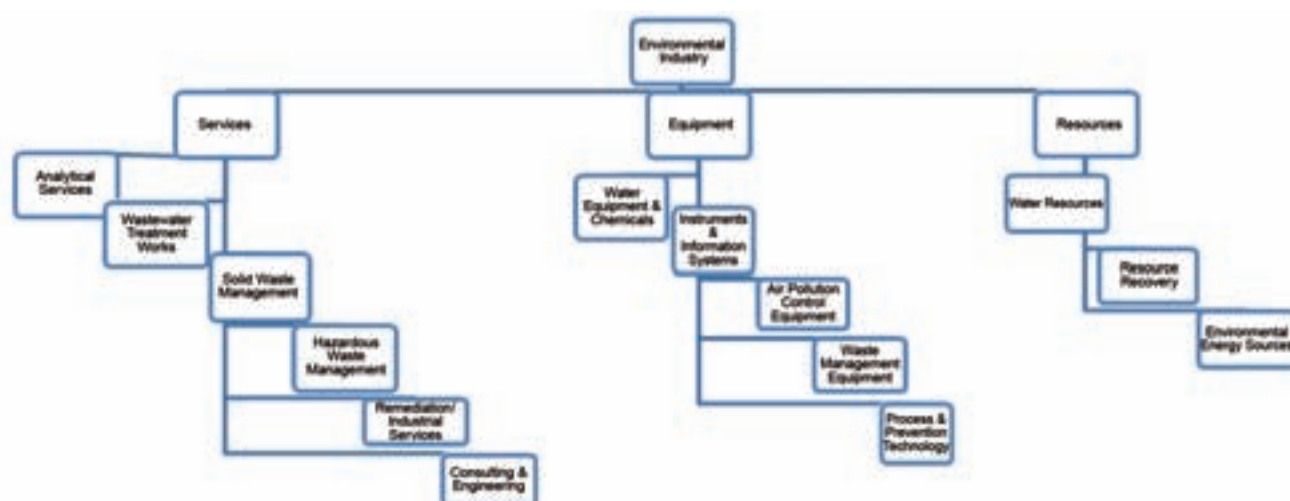 Environmental
Industry
Services
Equipment
Resources
Analytical
Services
Wastewater
Treatment
Works
Solid Waste
Management
Hazardous
Waste
Management
Remediation/
Industrial
Services
Consulting &
Engineering
Water
Equipment &
Chemicals
Instruments
&
Information
Systems
Air Pollution
Control
Equipment
Waste
Management
Equipment
Process &
Prevention
Technology
Water Resources
Resource
Recovery
Environmental
Energy Sources